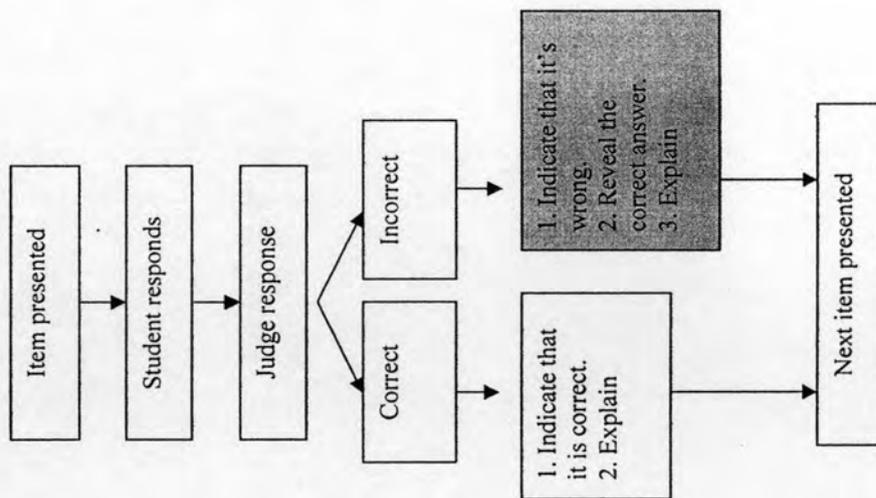 Item presented
Student responds
Judge response
Correct
Incorrect
1. Indicate that
it is correct.
2. Explain
1. Indicate that it's
wrong.
2. Reveal the
correct answer.
3. Explain
Next item presented